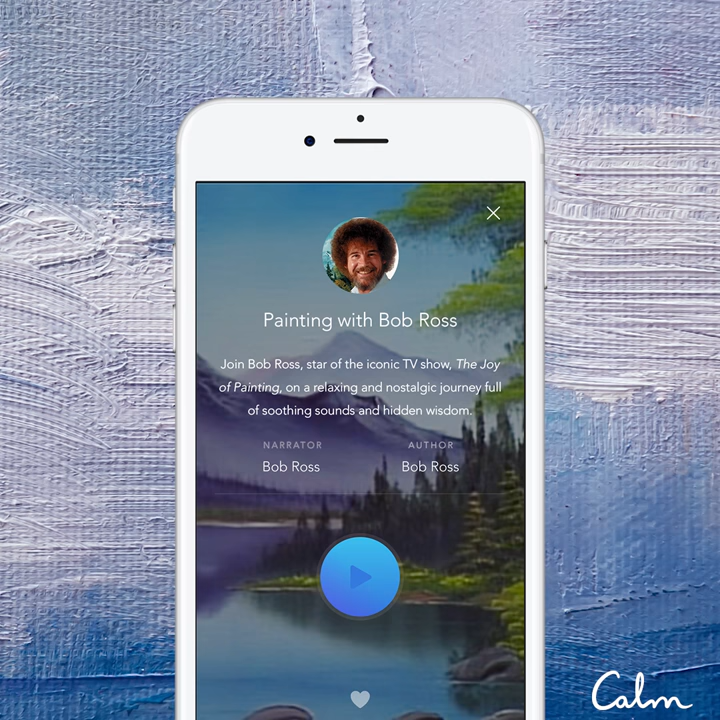 Painting with Bob Ross
Join Bob Ross, star of the iconic TV show, The Joy
of Painting, on a relaxing and nostalgic journey full
of soothing sounds and hidden wisdom.
NARRATOR AUTHOR
Bob Ross Bob Ross
Calm